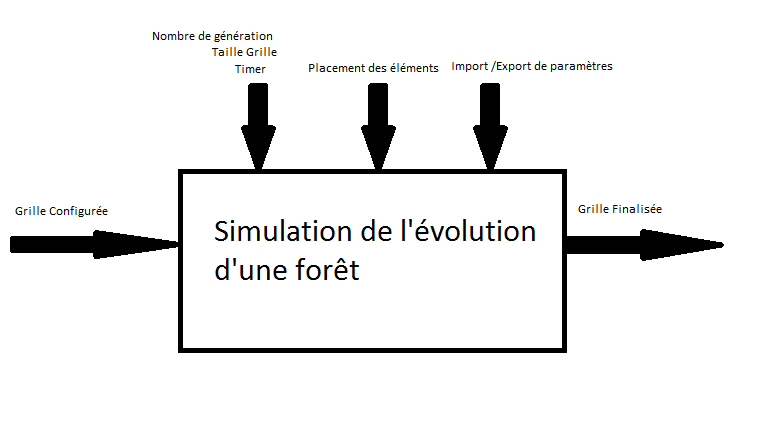 Nombre de génération
Taille Grille
Timer
Placement des éléments
Import /Export de paramètres
Grille Configurée
Simulation de l'évolution
d'une forêt
Grille Finalisée